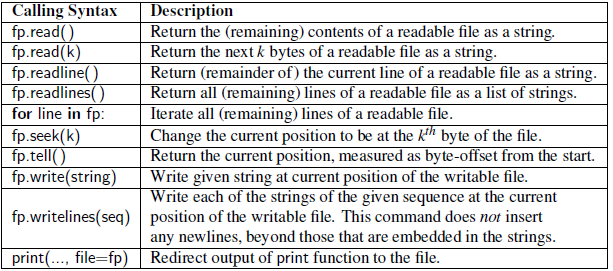 Calling Syntax Description
fp.read( ) Return the (remaining) contents of a readable file as a string.
fp.read(k) Return the next k bytes of a readable file as a string.
fp.readline( ) Return (remainder of) the current line of a readable file as a string.
fp.readlines( ) Return all (remaining) lines of a readable file as a list of strings.
for line in fp: Iterate all (remaining) lines of a readable file.
fp.seek(k) Change the current position to be at the kth byte of the file.
fp.tell( ) Return the current position, measured as byte-offset from the start.
fp.write(string) Write given string at current position of the writable file.
fp.writelines(seq) Write each of the strings of the given sequence at the current
position of the writable file. This command does not insert
any newlines, beyond those that are embedded in the strings.
print(..., file=fp) Redirect output of print function to the file.